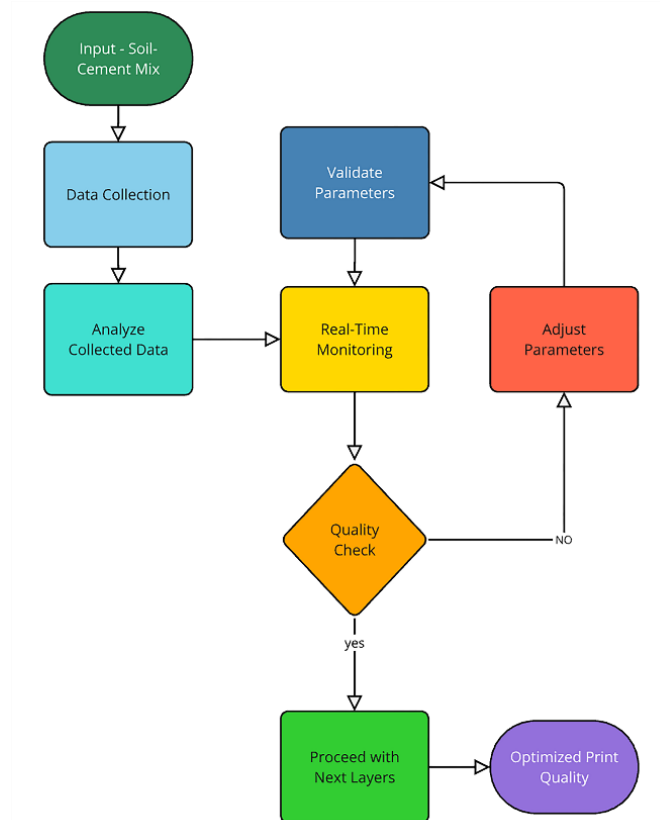 Input - Soil-
Cement Mix
Data Collection
Validate
Parameters
Analyze
Collected Data
Real-Time
Monitoring
Adjust
Parameters
Quality
Check
NO
yes
Proceed with
Next Layers
Optimized Print
Quality